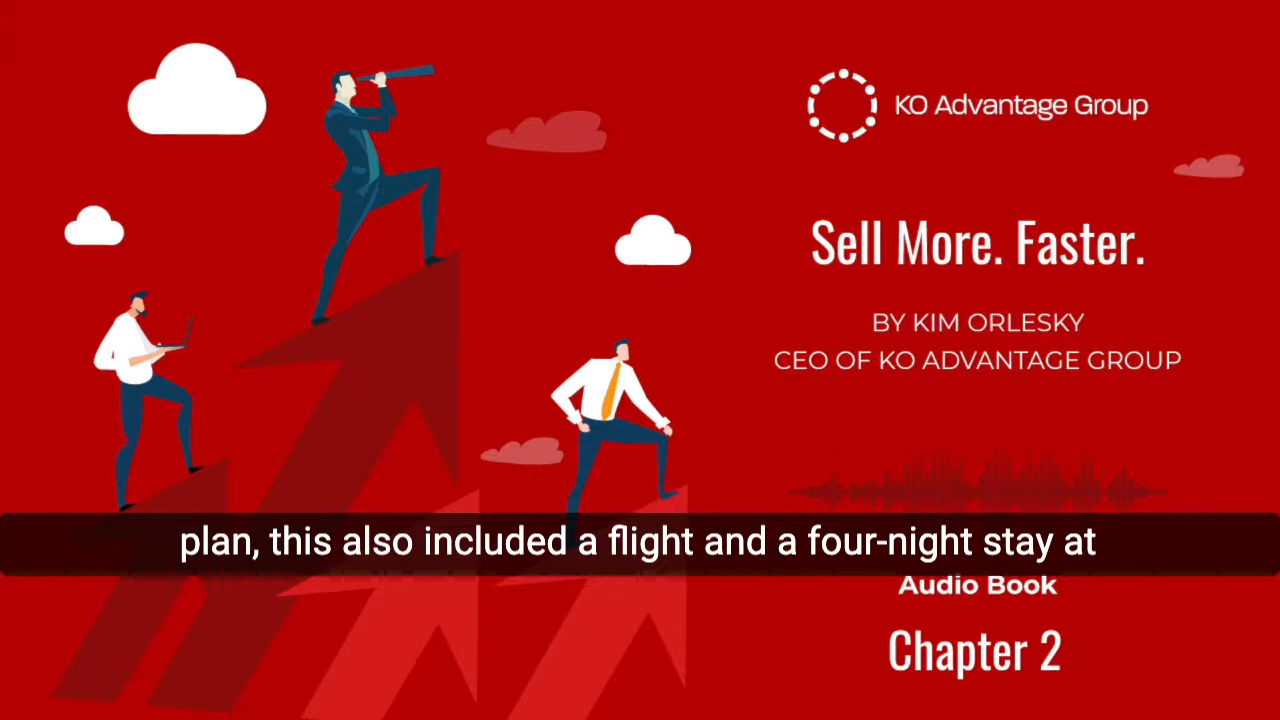 KO Advantage Group
Sell More. Faster.
BY KIM ORLESKY
CEO OF KO ADVANTAGE GROUP
plan, this also included a flight and a four-night stay at
Audio Book
Chapter 2